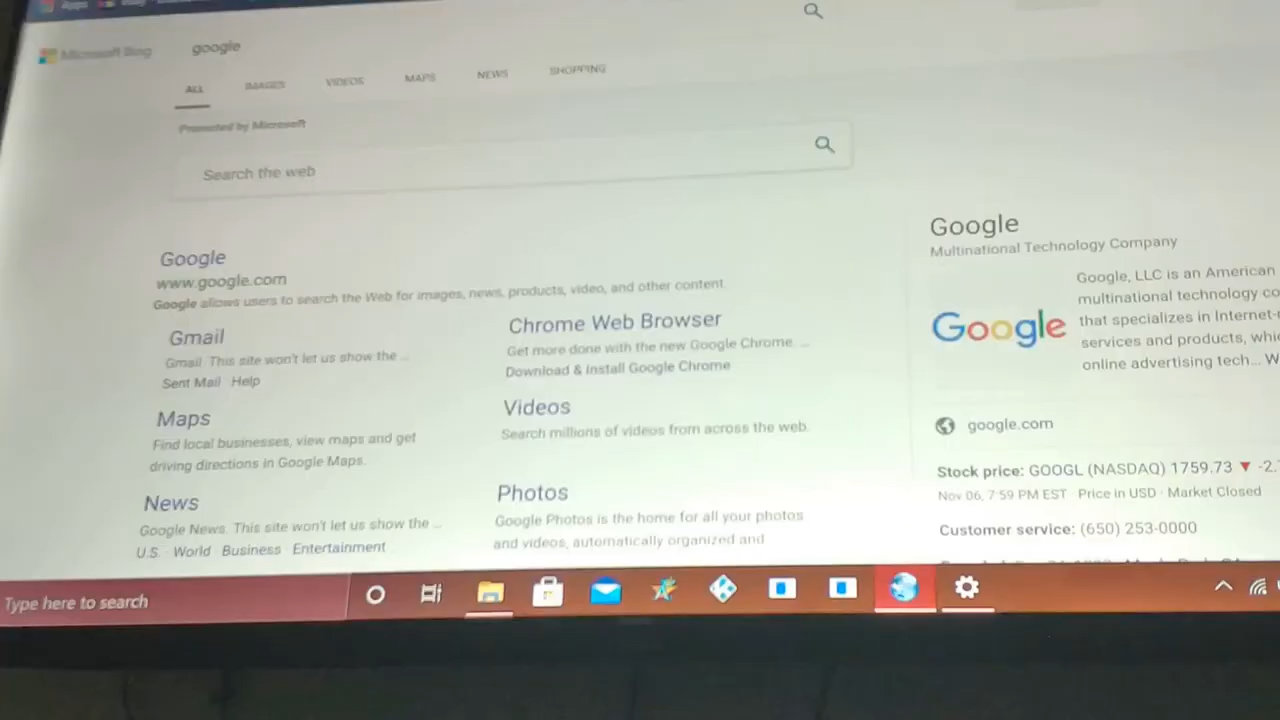 Apps
Microsoft Bing
google
ALL IMAGES VIDEOS MAPS NEWS SHOPPING
Promoted by Microsoft
Search the web
Google
www.google.com
Google allows users to search the Web for images, news, products, video, and other content.
Gmail
Gmail. This site won't let us show the ...
Sent Mail · Help
Chrome Web Browser
Get more done with the new Google Chrome. ...
Download & Install Google Chrome
Maps
Find local businesses, view maps and get
driving directions in Google Maps.
Videos
Search millions of videos from across the web.
News
Google News. This site won't let us show the ...
U.S. · World · Business · Entertainment
Photos
Google Photos is the home for all your photos
and videos, automatically organized and
Google
Multinational Technology Company
Google, LLC is an American
multinational technology co
that specializes in Internet-
services and products, whic
online advertising tech... W
Google
google.com
Stock price: GOOGL (NASDAQ) 1759.73 ▼ -2.
Nov 06, 7:59 PM EST · Price in USD · Market Closed
Customer service: (650) 253-0000
Type here to search